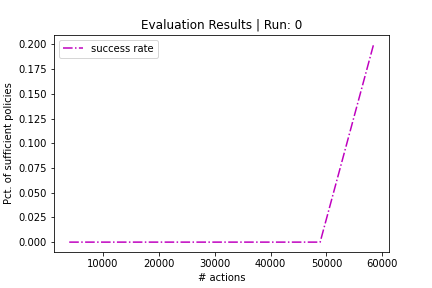 Evaluation Results | Run: 0
success rate
Pct. of sufficient policies
0.200
0.175
0.150
0.125
0.100
0.075
0.050
0.025
0.000
10000 20000 30000 40000 50000 60000
# actions